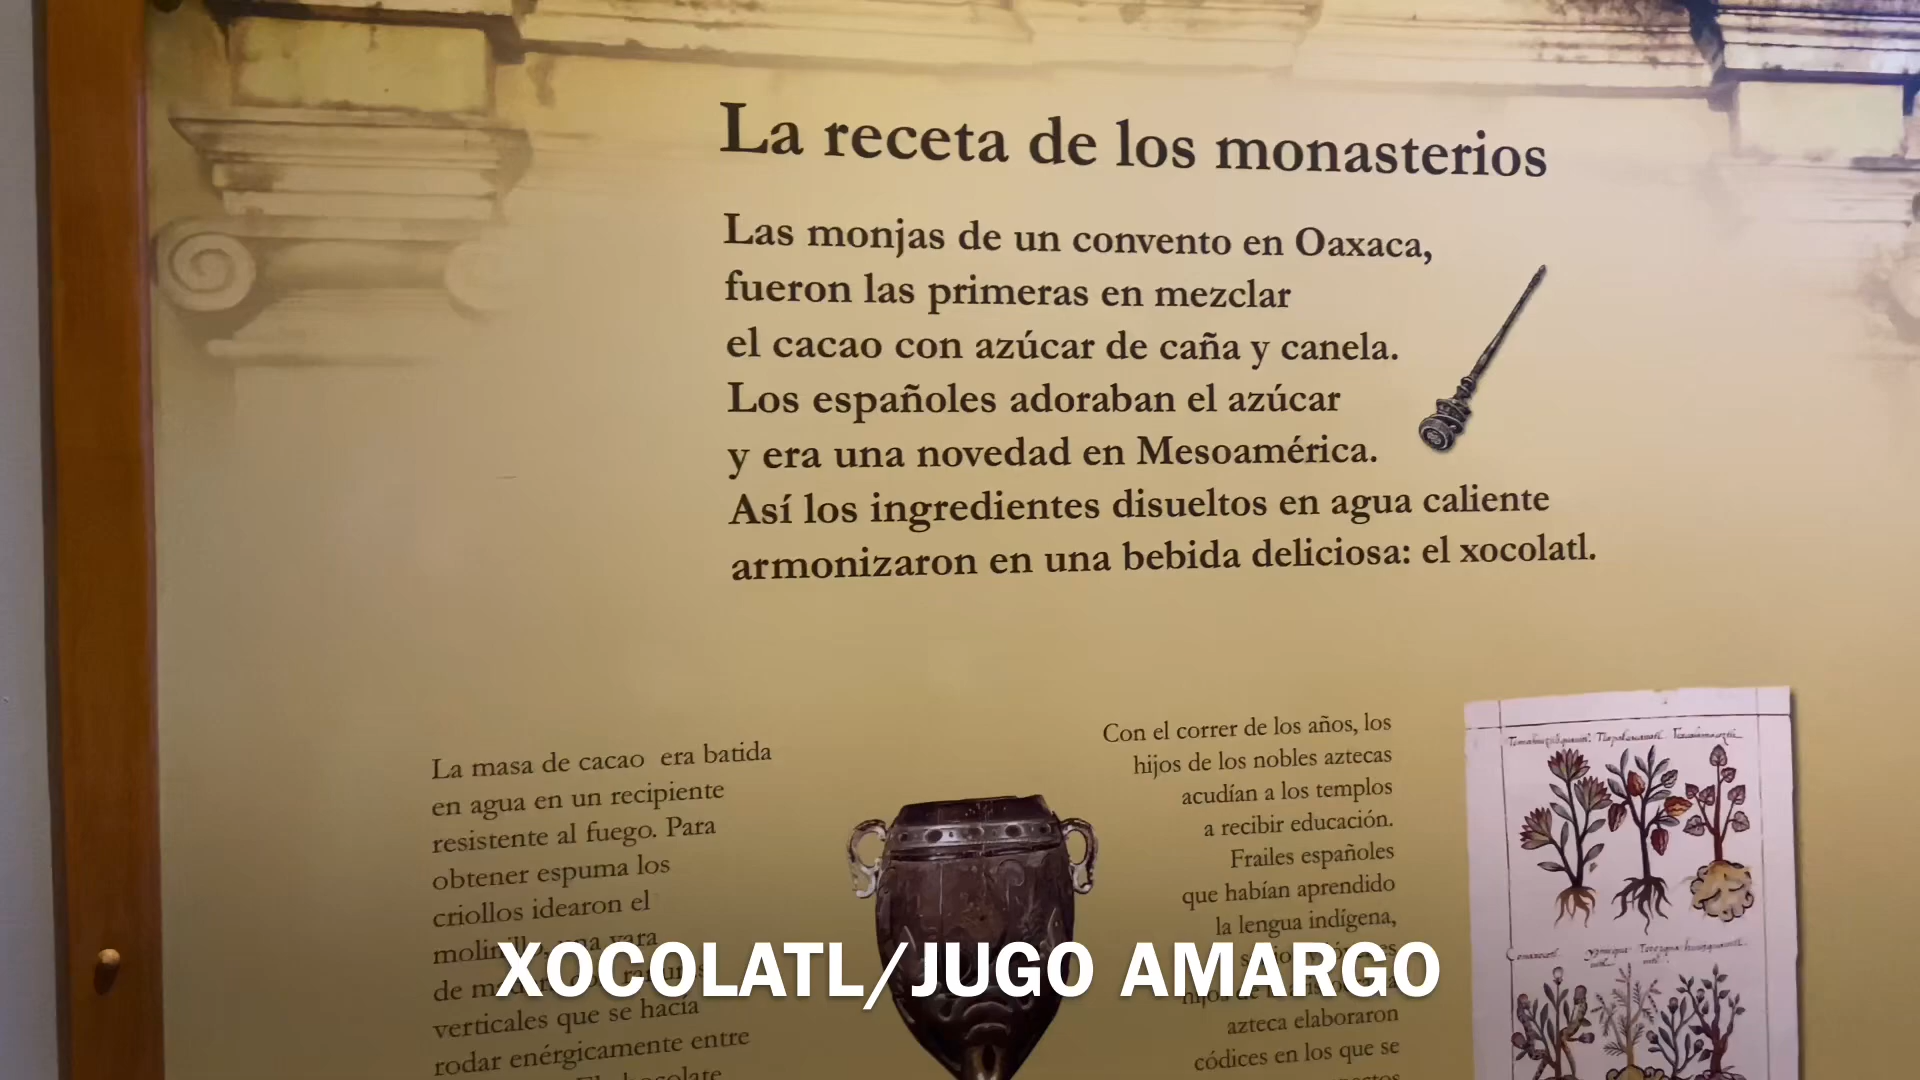 La receta de los monasterios
Las monjas de un convento en Oaxaca,
fueron las primeras en mezclar
el cacao con azúcar de caña y canela.
Los españoles adoraban el azúcar
y era una novedad en Mesoamérica.
Así los ingredientes disueltos en agua caliente
armonizaron en una bebida deliciosa: el xocolatl.
La masa de cacao era batida
en agua en un recipiente
resistente al fuego. Para
obtener espuma los
criollos idearon el
vara
de
verticales que se hacía
rodar enérgicamente entre
Con el correr de los años, los
hijos de los nobles aztecas
acudían a los templos
a recibir educación.
Frailes españoles
que habían aprendido
la lengua indígena,
azteca elaboraron
códices en los que se
XOCOLATL/JUGO AMARGO